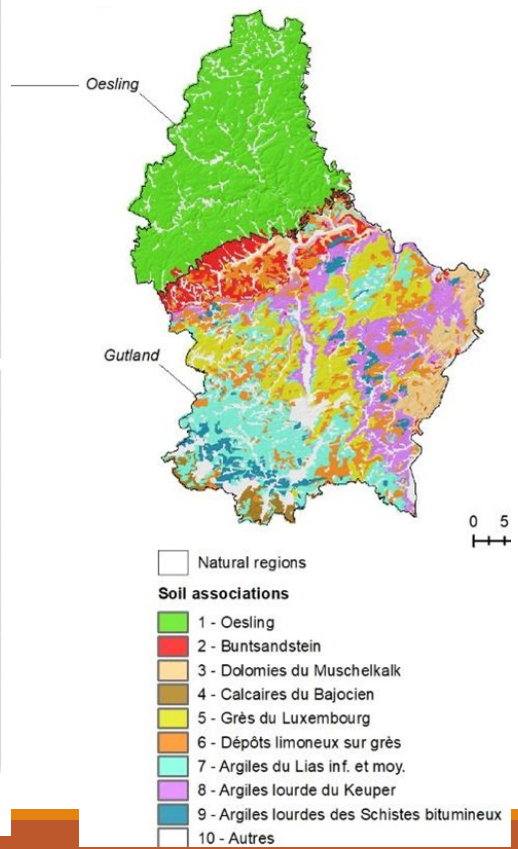 Oesling
Gutland
0 5
Natural regions
Soil associations
1 - Oesling
2 - Buntsandstein
3 - Dolomies du Muschelkalk
4 - Calcaires du Bajocien
5 - Grès du Luxembourg
6 - Dépôts limoneux sur grès
7 - Argiles du Lias inf. et moy.
8 - Argiles lourde du Keuper
9 - Argiles lourdes des Schistes bitumineux
10 - Autres